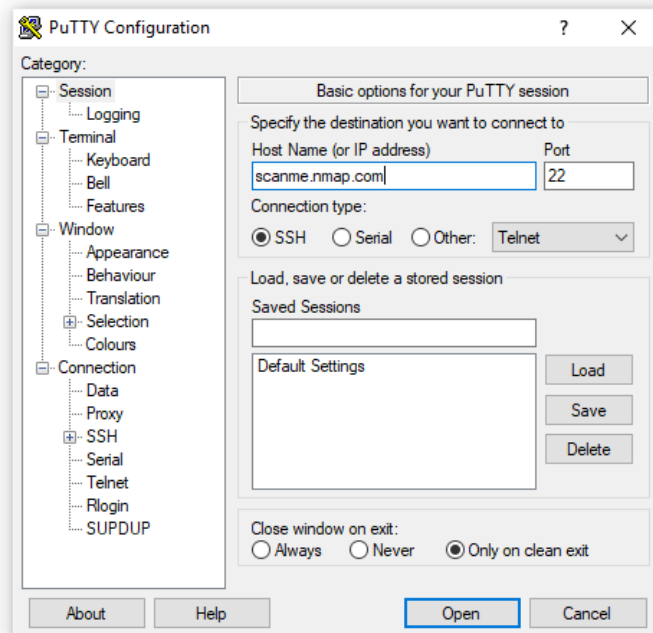 PuTTY Configuration
?
Category:
Session
Logging
Terminal
Keyboard
Bell
Features
Window
Appearance
Behaviour
Translation
Selection
Colours
Connection
Data
Proxy
SSH
Serial
Telnet
Rlogin
SUPDUP
Basic options for your PuTTY session
Specify the destination you want to connect to
Host Name (or IP address) Port
scanme.nmap.com 22
Connection type:
SSH Serial Other: Telnet
Load, save or delete a stored session
Saved Sessions
Default Settings
Load
Save
Delete
Close window on exit:
Always Never Only on clean exit
About Help Open Cancel